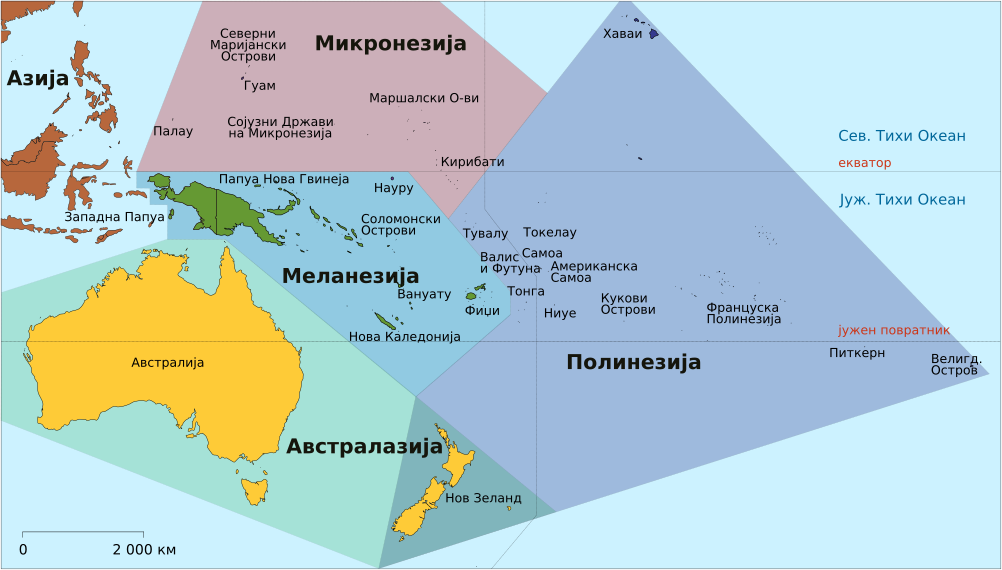 Азија
Северни
Маријански
Острови
Микронезија
Хаваи
Гуам
Маршалски О-ви
Палау
Сојузни Држави
на Микронезија
Сев. Тихи Океан
Кирибати
екватор
Папуа Нова Гвинеја
Науру
Јуж. Тихи Океан
Западна Папуа
Соломонски
Острови
Тувалу
Токелау
Валис
и Футуна
Самоа
Американска
Самоа
Меланезија
Вануату
Тонга
Фиџи
Ниуе
Кукови
Острови
Француска
Полинезија
Нова Каледонија
јужен повратник
Австралија
Полинезија
Питкерн
Велигд.
Остров
Австралазија
Нов Зеланд
0
2 000 км